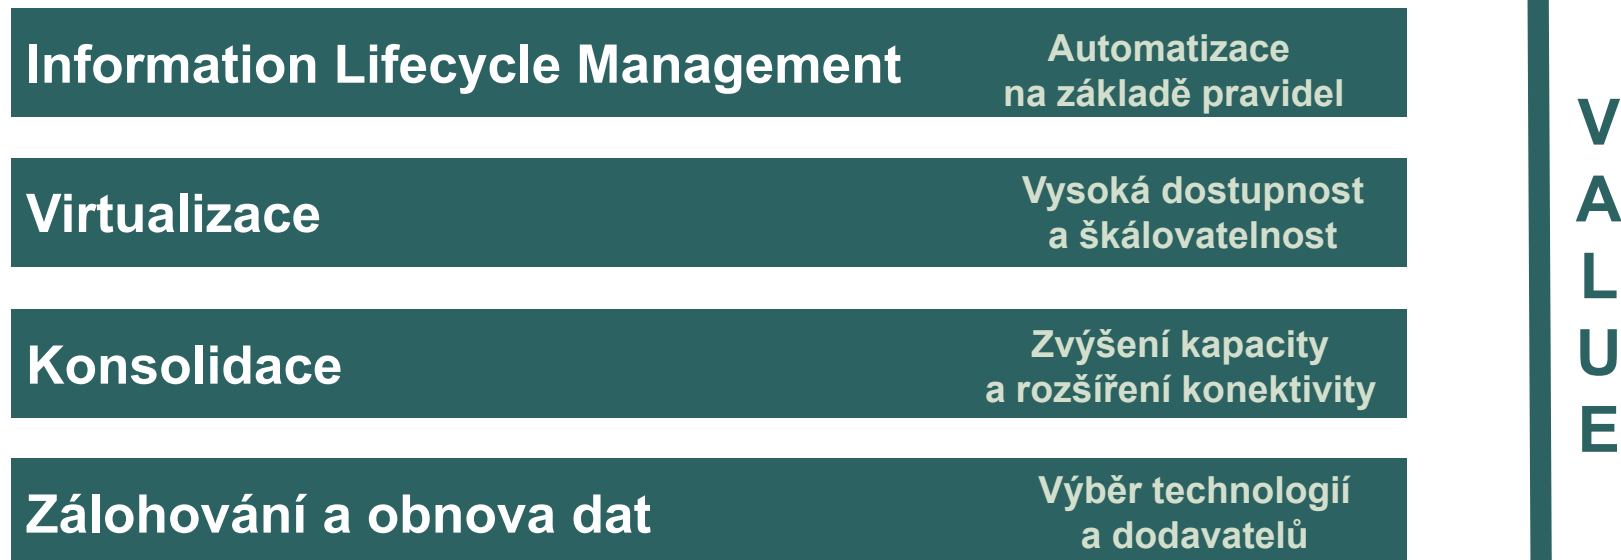 Information Lifecycle Management
Automatizace
na základě pravidel
Virtualizace
Vysoká dostupnost
a škálovatelnost
Konsolidace
Zvýšení kapacity
a rozšíření konektivity
Zálohování a obnova dat
Výběr technologií
a dodavatelů
V
A
L
U
E